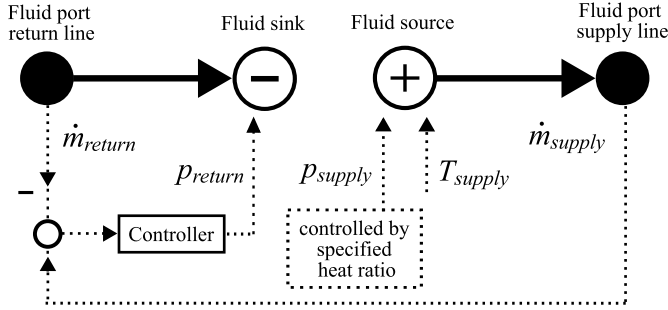 Fluid port
return line
Fluid sink
Fluid source
Fluid port
supply line
−
+
ṁreturn
ṁsupply
preturn
psupply
Tsupply
−
Controller
controlled by
specified
heat ratio